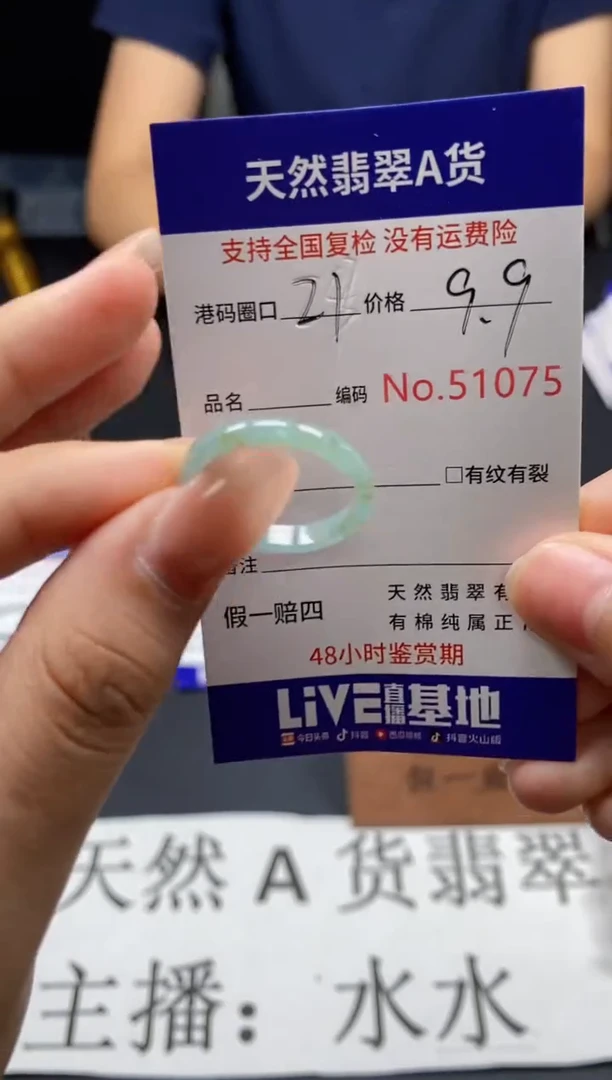 天然翡翠A货
支持全国复检 没有运费险
港码圈口 21 价格 9.9
品名 编码 No.51075
□有纹有裂
注
天然翡翠有
假一赔四
有棉纯属正
48小时鉴赏期
LiVE直播基地
今日头条 抖音 西瓜视频 抖音火山版
假一
天然A货翡翠
主播：水水